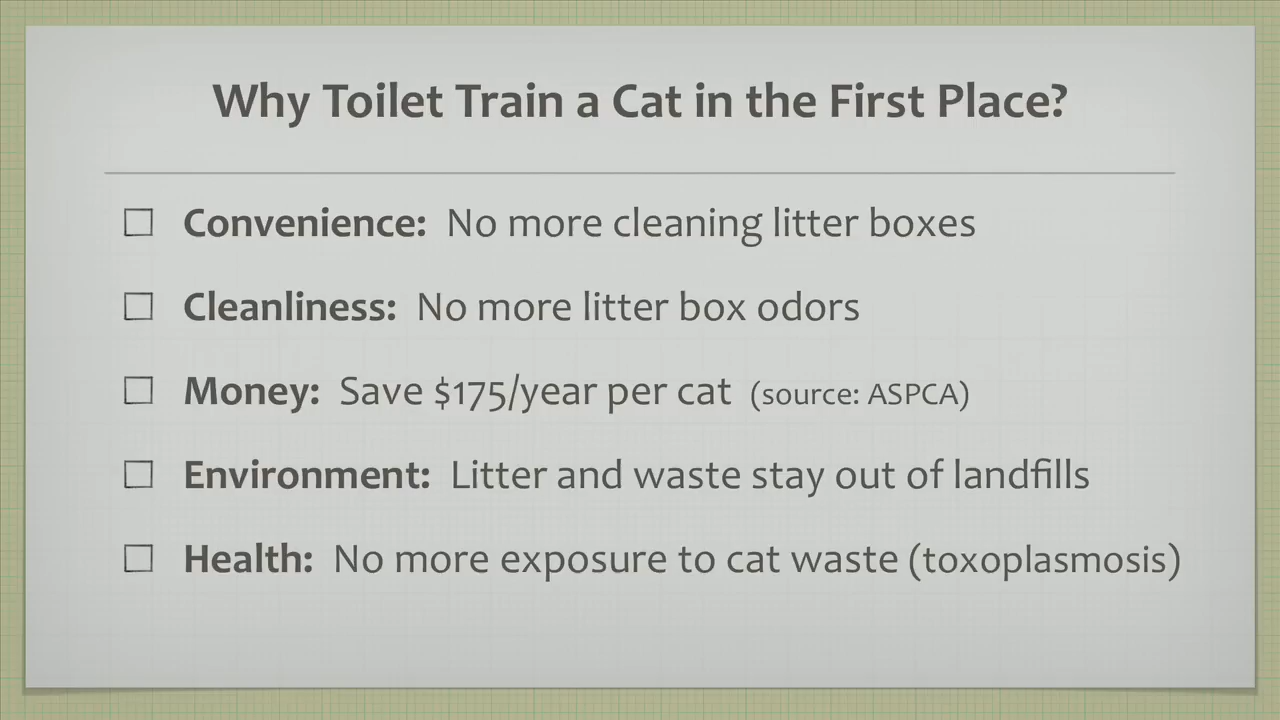 Why Toilet Train a Cat in the First Place?
Convenience: No more cleaning litter boxes
Cleanliness: No more litter box odors
Money: Save $175/year per cat (source: ASPCA)
Environment: Litter and waste stay out of landfills
Health: No more exposure to cat waste (toxoplasmosis)